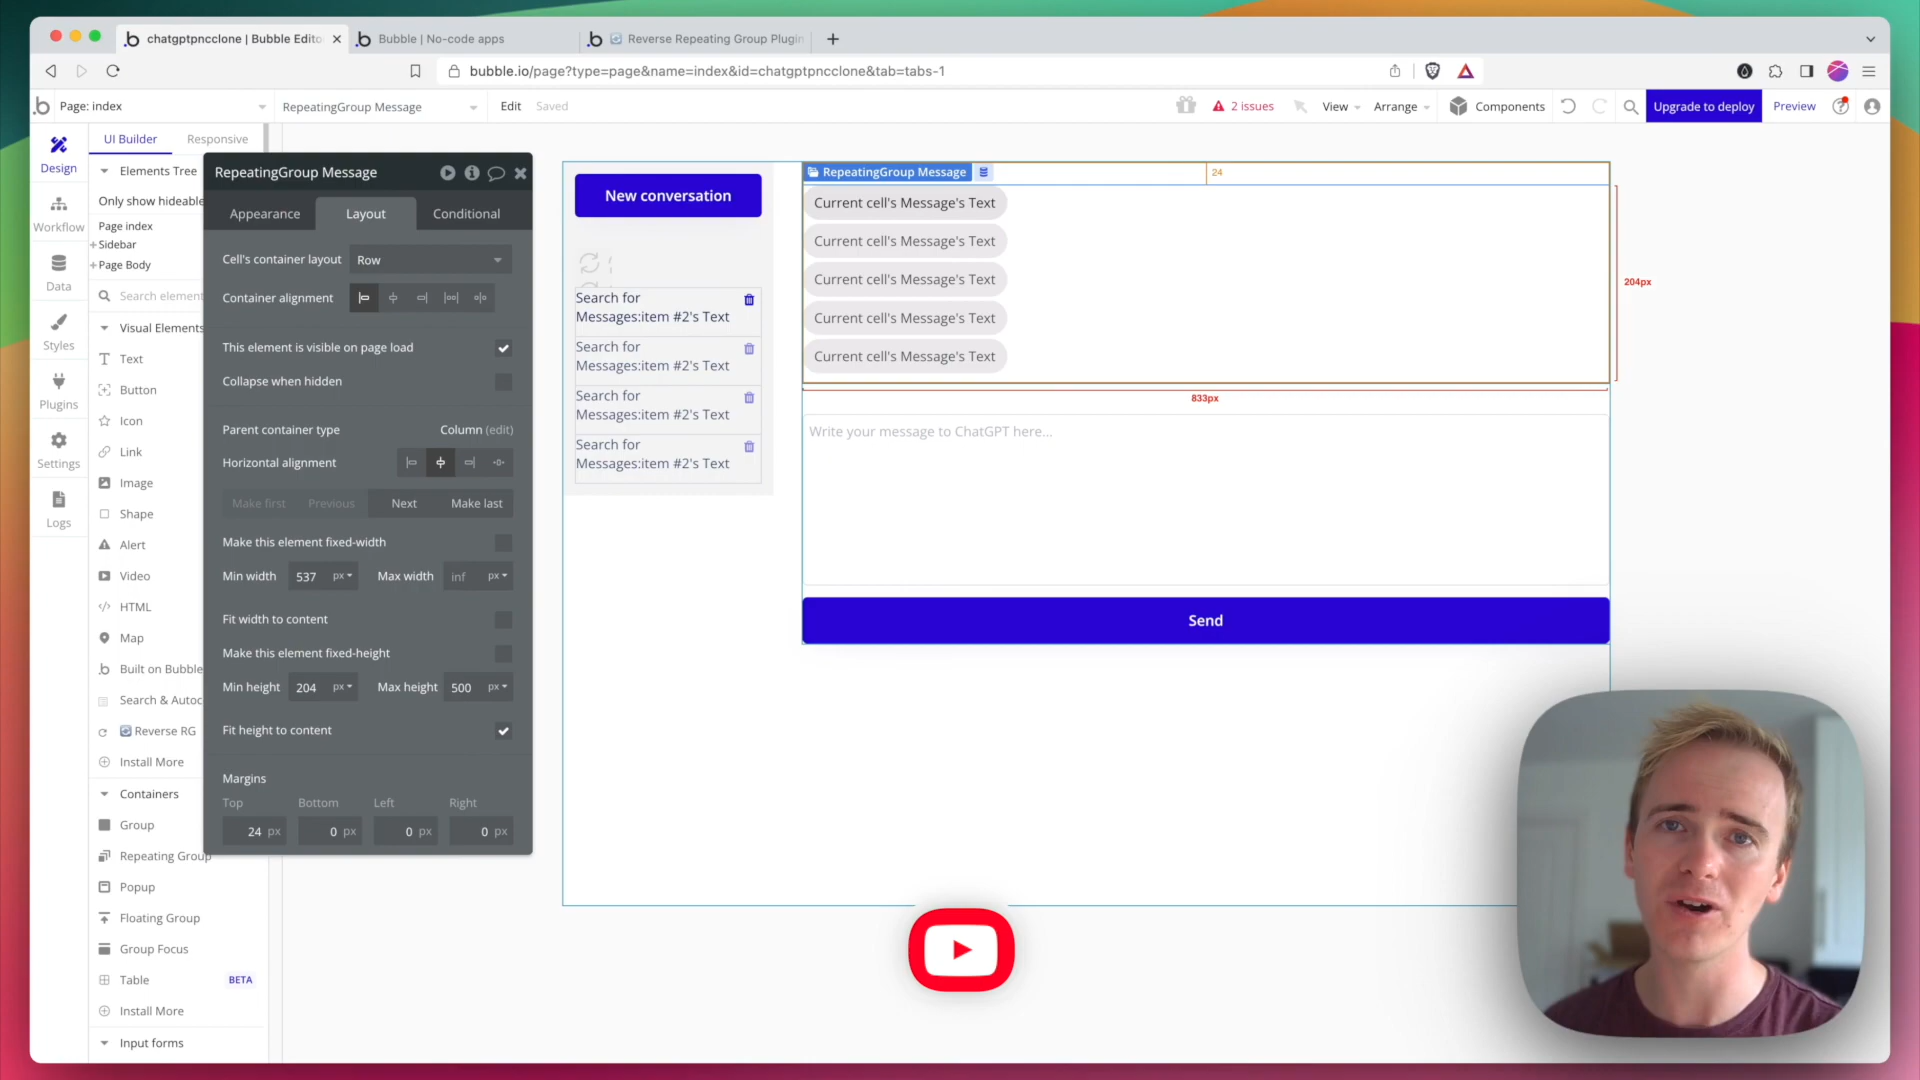 chatgptpncclone | Bubble Edito
Bubble | No-code apps
Reverse Repeating Group Plugin
bubble.io/page?type=page&name=index&id=chatgptpncclone&tab=tabs-1
Page: index
RepeatingGroup Message
Edit
Saved
2 issues
View
Arrange
Components
Upgrade to deploy
Preview
Design
Workflow
Data
Styles
Plugins
Settings
Logs
UI Builder
Responsive
Elements Tree
Only show hideable
Page index
Sidebar
Page Body
Search element
Visual Elements
Text
Button
Icon
Link
Image
Shape
Alert
Video
HTML
Map
Built on Bubble
Search & Autoc
Reverse RG
Install More
Containers
Group
Repeating Group
Popup
Floating Group
Group Focus
Table BETA
Install More
Input forms
RepeatingGroup Message
Appearance
Layout
Conditional
Cell's container layout Row
Container alignment
This element is visible on page load
Collapse when hidden
Parent container type Column (edit)
Horizontal alignment
Make first Previous Next Make last
Make this element fixed-width
Min width 537 px Max width inf px
Fit width to content
Make this element fixed-height
Min height 204 px Max height 500 px
Fit height to content
Margins
Top Bottom Left Right
24 px 0 px 0 px 0 px
New conversation
Search for
Messages:item #2's Text
Search for
Messages:item #2's Text
Search for
Messages:item #2's Text
Search for
Messages:item #2's Text
RepeatingGroup Message
24
Current cell's Message's Text
Current cell's Message's Text
Current cell's Message's Text
Current cell's Message's Text
Current cell's Message's Text
204px
833px
Write your message to ChatGPT here...
Send